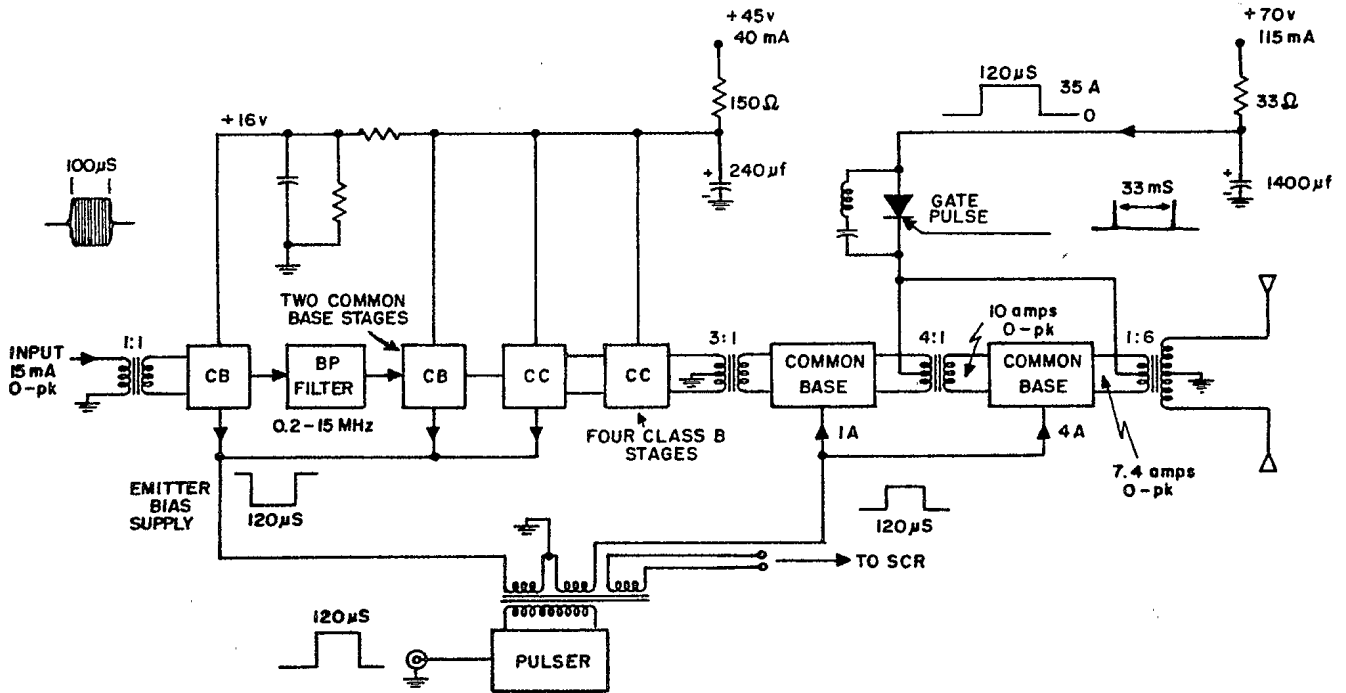 +45v
40 mA
+70v
115 mA
120µS
35 A
0
150Ω
33Ω
+16v
100µS
240µf
+
-
GATE
PULSE
33 mS
1400µf
+
-
TWO COMMON
BASE STAGES
10 amps
0-pk
INPUT
15 mA
0-pk
1:1
CB
BP
FILTER
CB
CC
CC
3:1
COMMON
BASE
4:1
COMMON
BASE
1:6
0.2-15 MHz
FOUR CLASS B
STAGES
1A
4A
7.4 amps
0-pk
EMITTER
BIAS
SUPPLY
120µS
120µS
TO SCR
120µS
PULSER